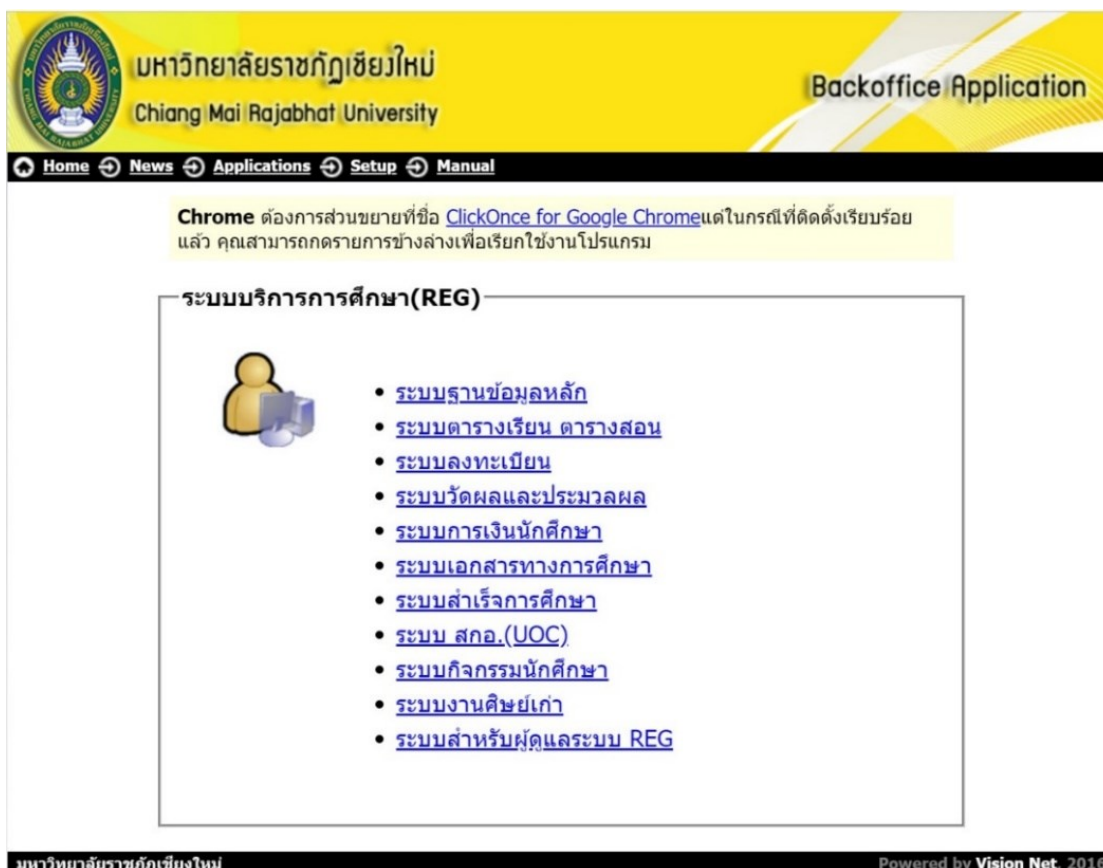 มหาวิทยาลัยราชภัฏเชียงใหม่
Chiang Mai Rajabhat University
Backoffice Application
Home News Applications Setup Manual
Chrome ต้องการส่วนขยายที่ชื่อ ClickOnce for Google Chromeแต่ในกรณีที่ติดตั้งเรียบร้อย
แล้ว คุณสามารถกดรายการข้างล่างเพื่อเรียกใช้งานโปรแกรม
ระบบบริการการศึกษา(REG)
ระบบฐานข้อมูลหลัก
ระบบตารางเรียน ตารางสอน
ระบบลงทะเบียน
ระบบวัดผลและประมวลผล
ระบบการเงินนักศึกษา
ระบบเอกสารทางการศึกษา
ระบบสำเร็จการศึกษา
ระบบ สกอ.(UOC)
ระบบกิจกรรมนักศึกษา
ระบบงานศิษย์เก่า
ระบบสำหรับผู้ดูแลระบบ REG
มหาวิทยาลัยราชภัฏเชียงใหม่
Powered by Vision Net, 2016